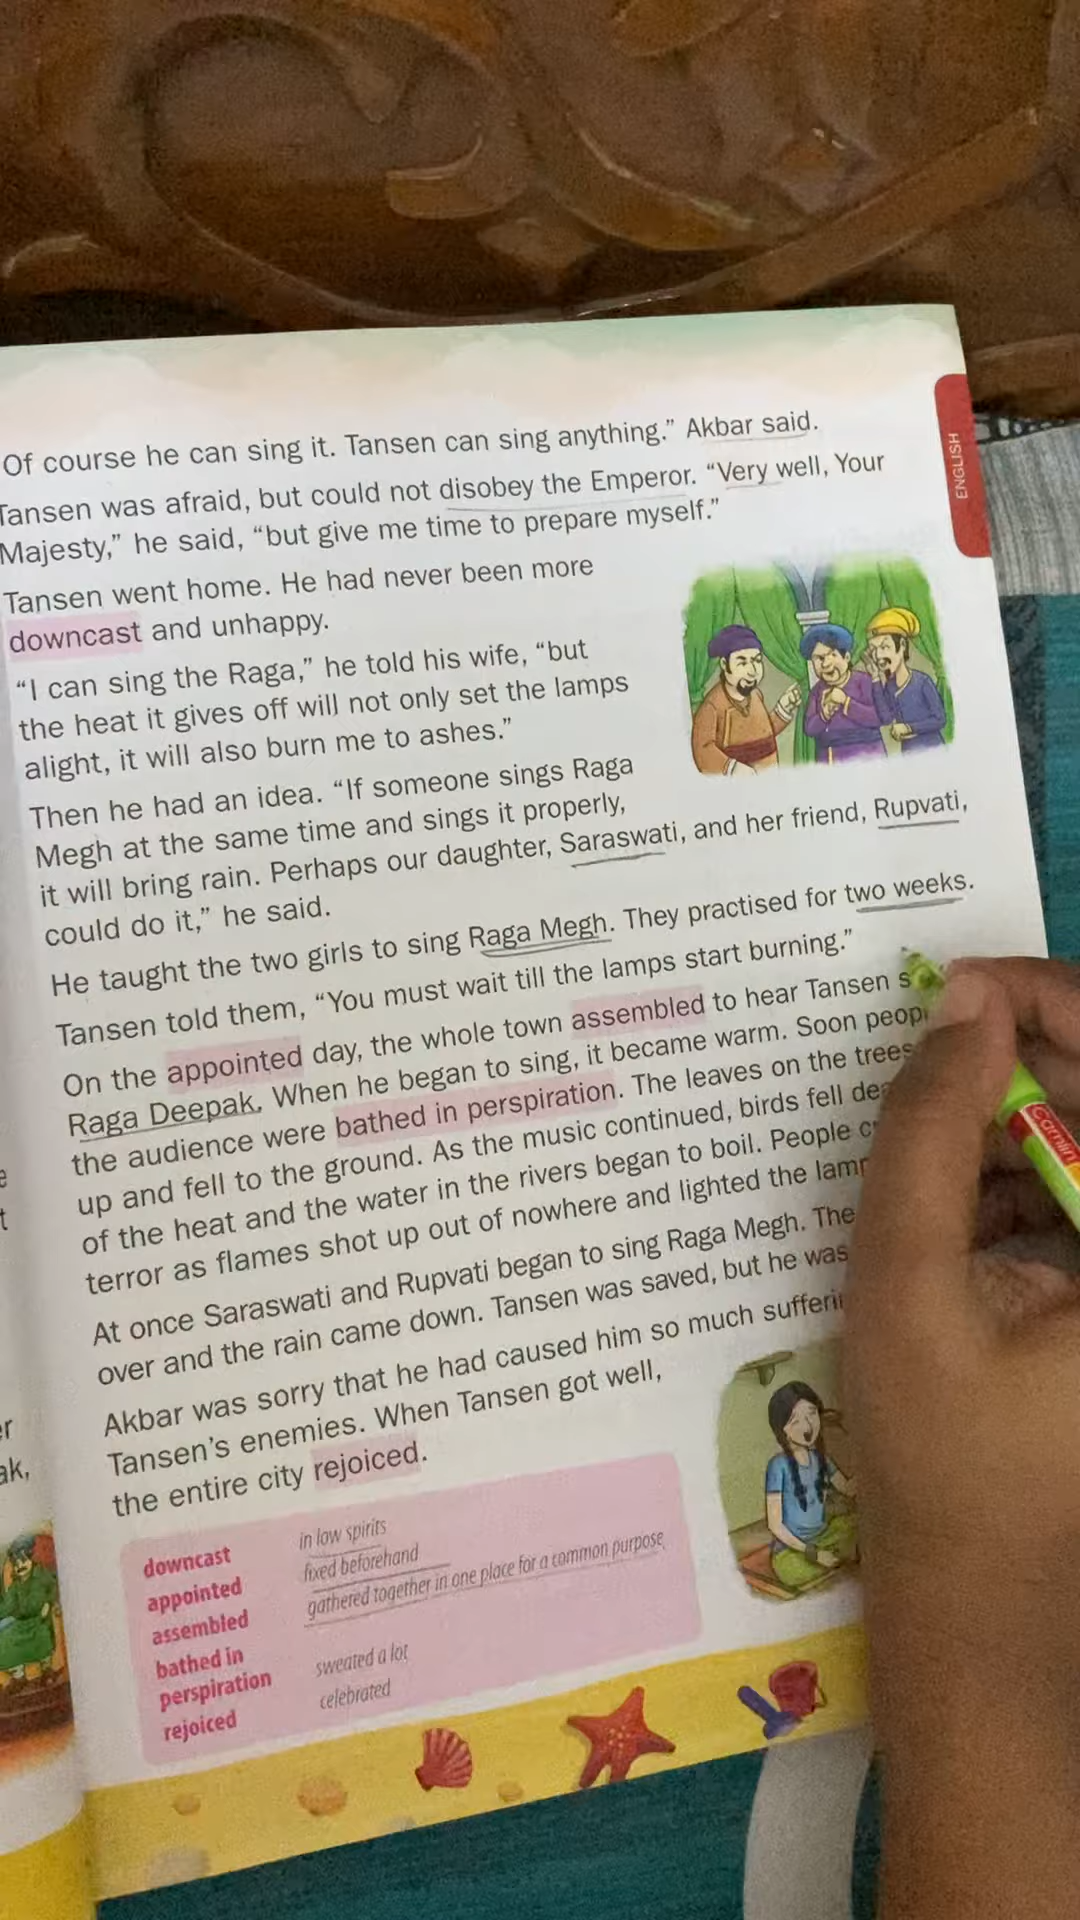 Of course he can sing it. Tansen can sing anything.” Akbar said.
Tansen was afraid, but could not disobey the Emperor. “Very well, Your
Majesty,” he said, “but give me time to prepare myself.”
Tansen went home. He had never been more
downcast and unhappy.
“I can sing the Raga,” he told his wife, “but
the heat it gives off will not only set the lamps
alight, it will also burn me to ashes.”
Then he had an idea. “If someone sings Raga
Megh at the same time and sings it properly,
it will bring rain. Perhaps our daughter, Saraswati, and her friend, Rupvati,
could do it,” he said.
He taught the two girls to sing Raga Megh. They practised for two weeks.
Tansen told them, “You must wait till the lamps start burning.”
On the appointed day, the whole town assembled to hear Tansen
Raga Deepak. When he began to sing, it became warm. Soon
the audience were bathed in perspiration. The leaves on the trees
up and fell to the ground. As the music continued, birds fell
of the heat and the water in the rivers began to boil. People
terror as flames shot up out of nowhere and lighted the
At once Saraswati and Rupvati began to sing Raga Megh. The
over and the rain came down. Tansen was saved, but he was
Akbar was sorry that he had caused him so much
Tansen’s enemies. When Tansen got well,
the entire city rejoiced.
downcast in low spirits
appointed fixed beforehand
assembled gathered together in one place for a common purpose
bathed in
perspiration sweated a lot
rejoiced celebrated
ENGLISH
Camlin